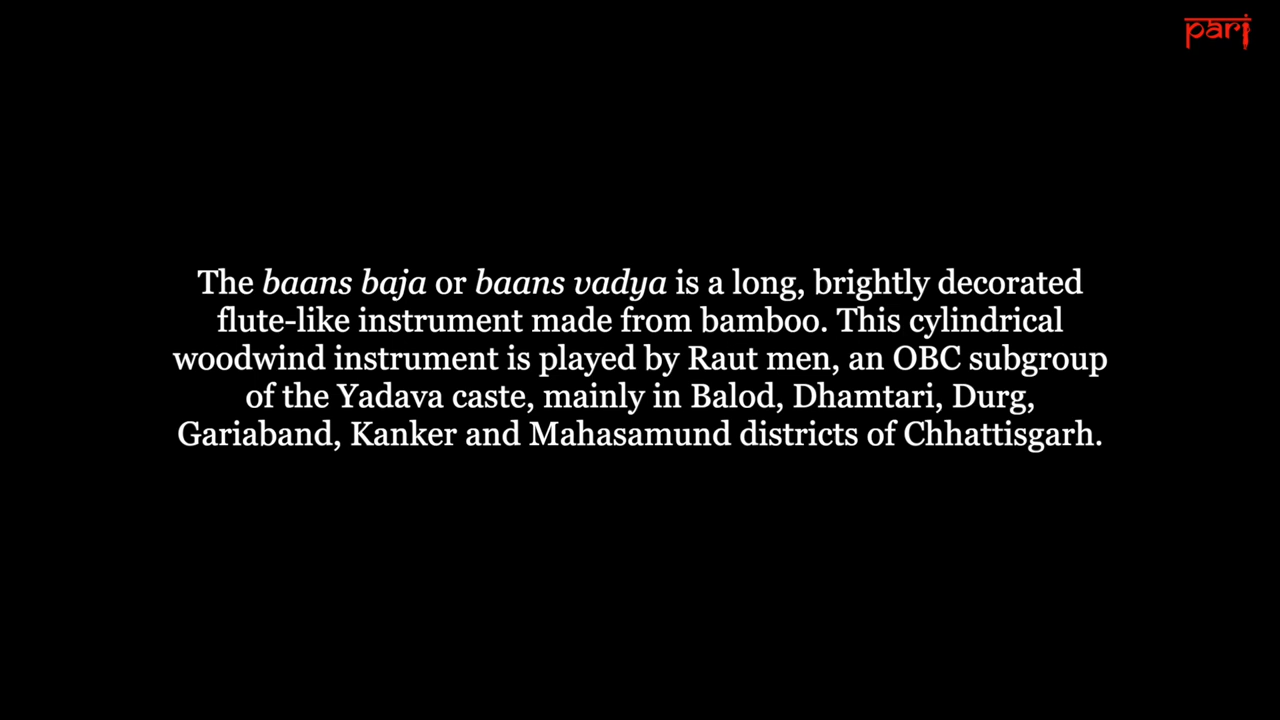 pari
The baans baja or baans vadya is a long, brightly decorated
flute-like instrument made from bamboo. This cylindrical
woodwind instrument is played by Raut men, an OBC subgroup
of the Yadava caste, mainly in Balod, Dhamtari, Durg,
Gariaband, Kanker and Mahasamund districts of Chhattisgarh.